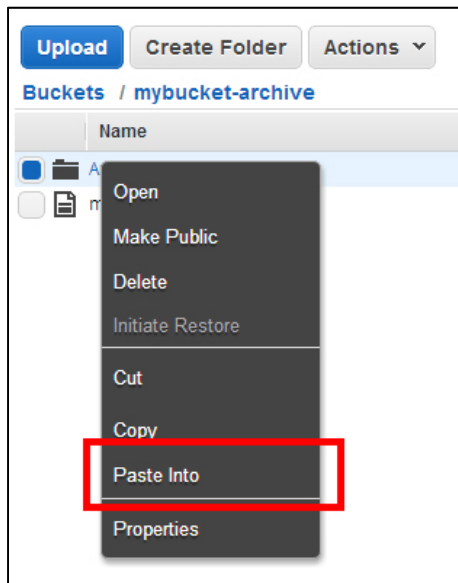 Upload Create Folder Actions
Buckets / mybucket-archive
Name
Open
Make Public
Delete
Initiate Restore
Cut
Copy
Paste Into
Properties